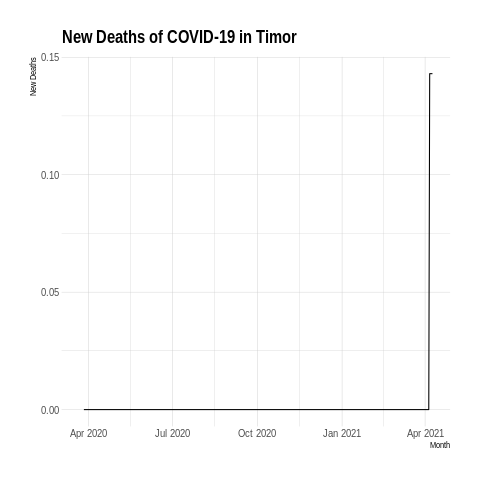 New Deaths of COVID-19 in Timor
New Deaths
0.15
0.10
0.05
0.00
Apr 2020 Jul 2020 Oct 2020 Jan 2021 Apr 2021
Month